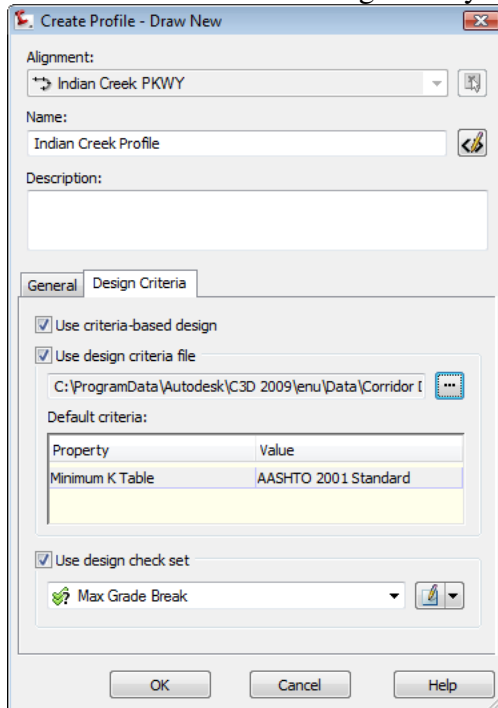 Create Profile - Draw New
Alignment:
Indian Creek PKWY
Name:
Indian Creek Profile
Description:
General Design Criteria
Use criteria-based design
Use design criteria file
C:\ProgramData\Autodesk\C3D 2009\enu\Data\Corridor
Default criteria:
Property Value
Minimum K Table AASHTO 2001 Standard
Use design check set
Max Grade Break
OK Cancel Help